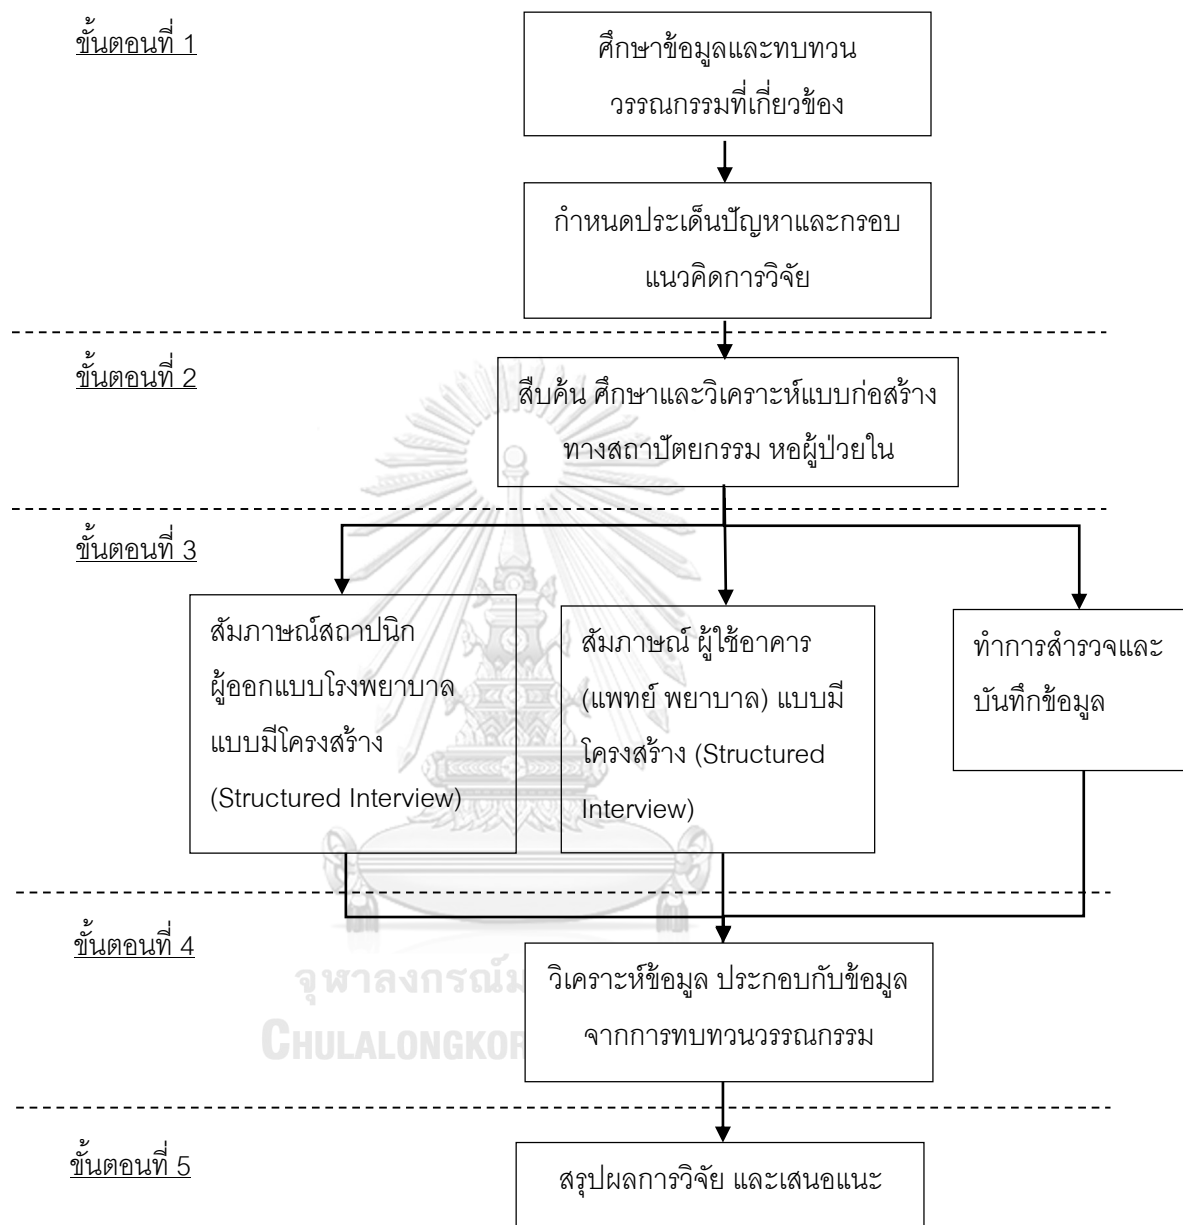 ขั้นตอนที่ 1
ศึกษาข้อมูลและทบทวน
วรรณกรรมที่เกี่ยวข้อง
กำหนดประเด็นปัญหาและกรอบ
แนวคิดการวิจัย
ขั้นตอนที่ 2
สืบค้น ศึกษาและวิเคราะห์แบบก่อสร้าง
ทางสถาปัตยกรรม หอผู้ป่วยใน
ขั้นตอนที่ 3
สัมภาษณ์สถาปนิก
ผู้ออกแบบโรงพยาบาล
แบบมีโครงสร้าง
(Structured Interview)
สัมภาษณ์ ผู้ใช้อาคาร
(แพทย์ พยาบาล) แบบมี
โครงสร้าง (Structured
Interview)
ทำการสำรวจและ
บันทึกข้อมูล
ขั้นตอนที่ 4
วิเคราะห์ข้อมูล ประกอบกับข้อมูล
จากการทบทวนวรรณกรรม
จุฬาลงกรณ์ม
CHULALONGKOR
ขั้นตอนที่ 5
สรุปผลการวิจัย และเสนอแนะ